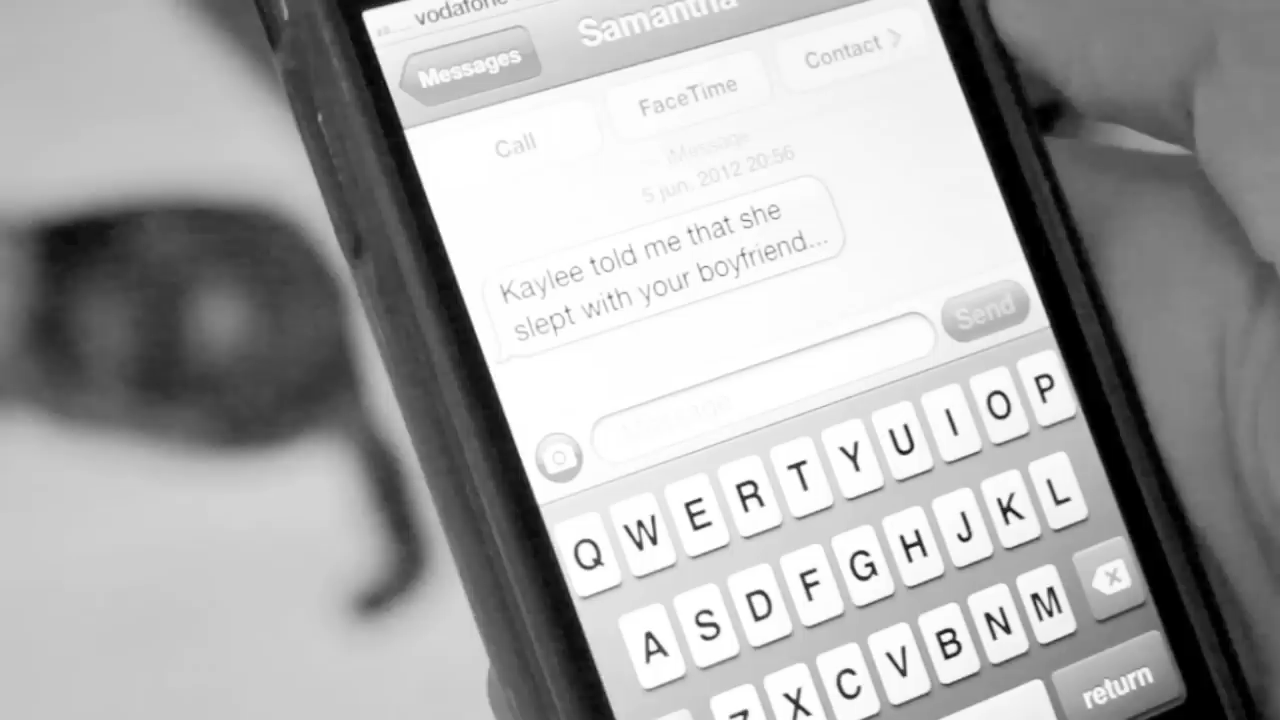 vodafone
Messages
Samantha
Call
FaceTime
Contact
iMessage
5 jun. 2012 20:56
Kaylee told me that she
slept with your boyfriend...
Send
Q W E R T Y U I O P
A S D F G H J K L
Z X C V B N M
return